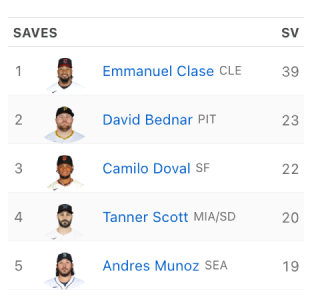 SAVES SV
1 Emmanuel Clase CLE 39
2 David Bednar PIT 23
3 Camilo Doval SF 22
4 Tanner Scott MIA/SD 20
5 Andres Munoz SEA 19